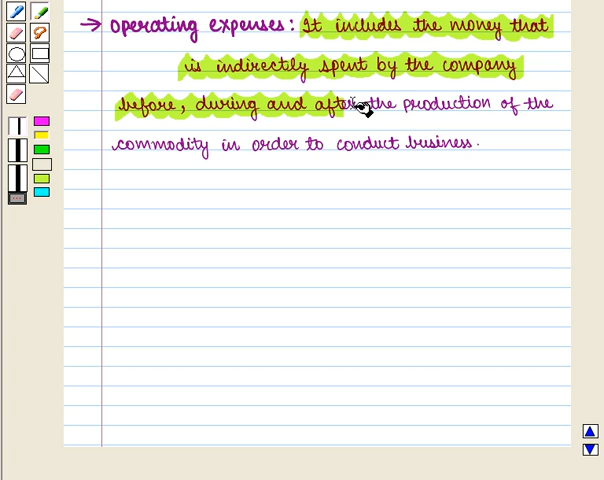 → Operating expenses: It includes the money that
is indirectly spent by the company
before, during and after the production of the
commodity in order to conduct business.